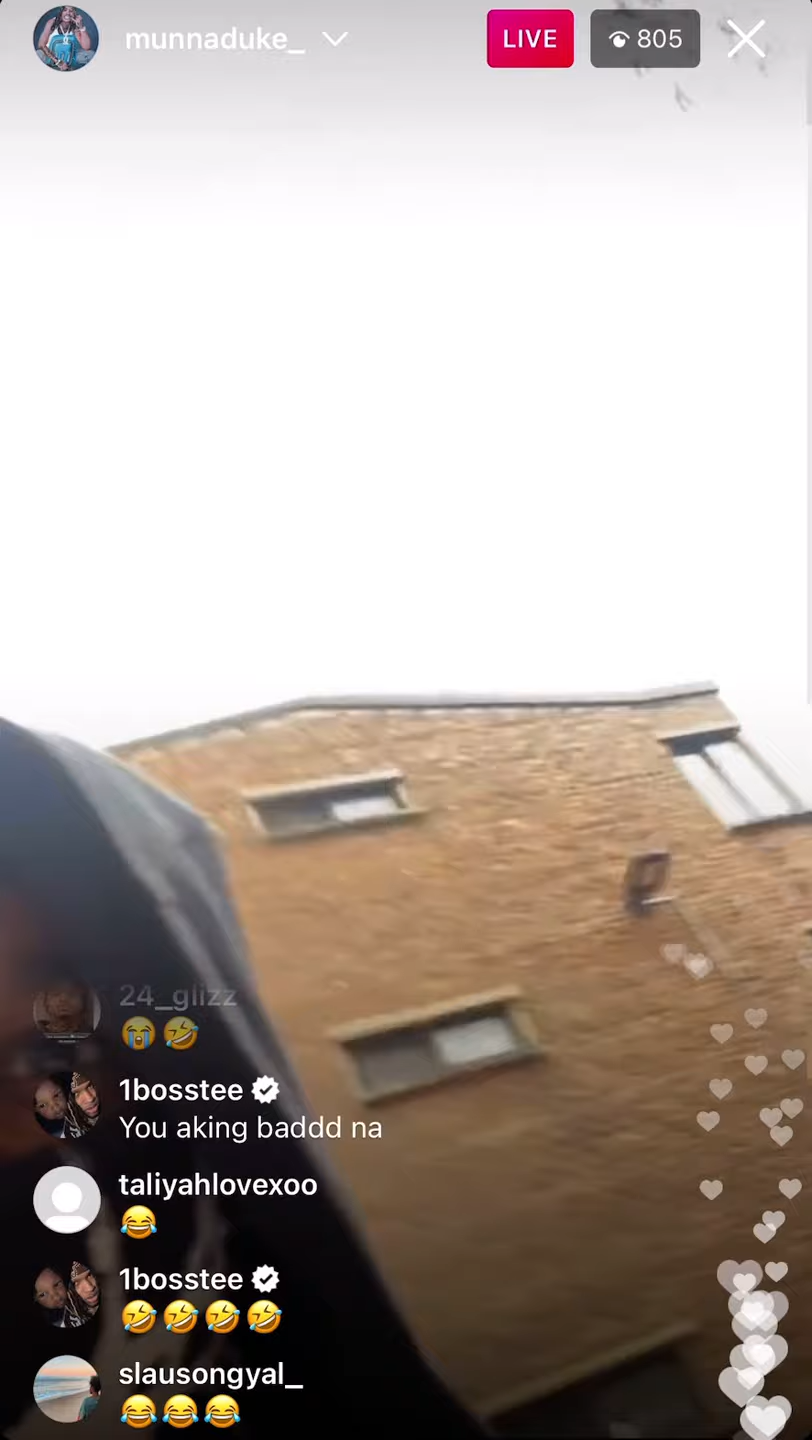 munnaduke_
LIVE
805
24_glizz
😭🤣
1bosstee
You aking baddd na
taliyahlovexoo
😂
1bosstee
🤣🤣🤣🤣
slausongyal_
😂😂😂